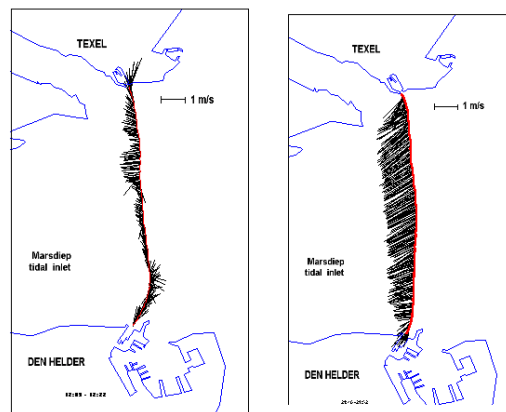 TEXEL
1 m/s
Marsdiep
tidal inlet
DEN HELDER
TEXEL
1 m/s
Marsdiep
tidal inlet
DEN HELDER